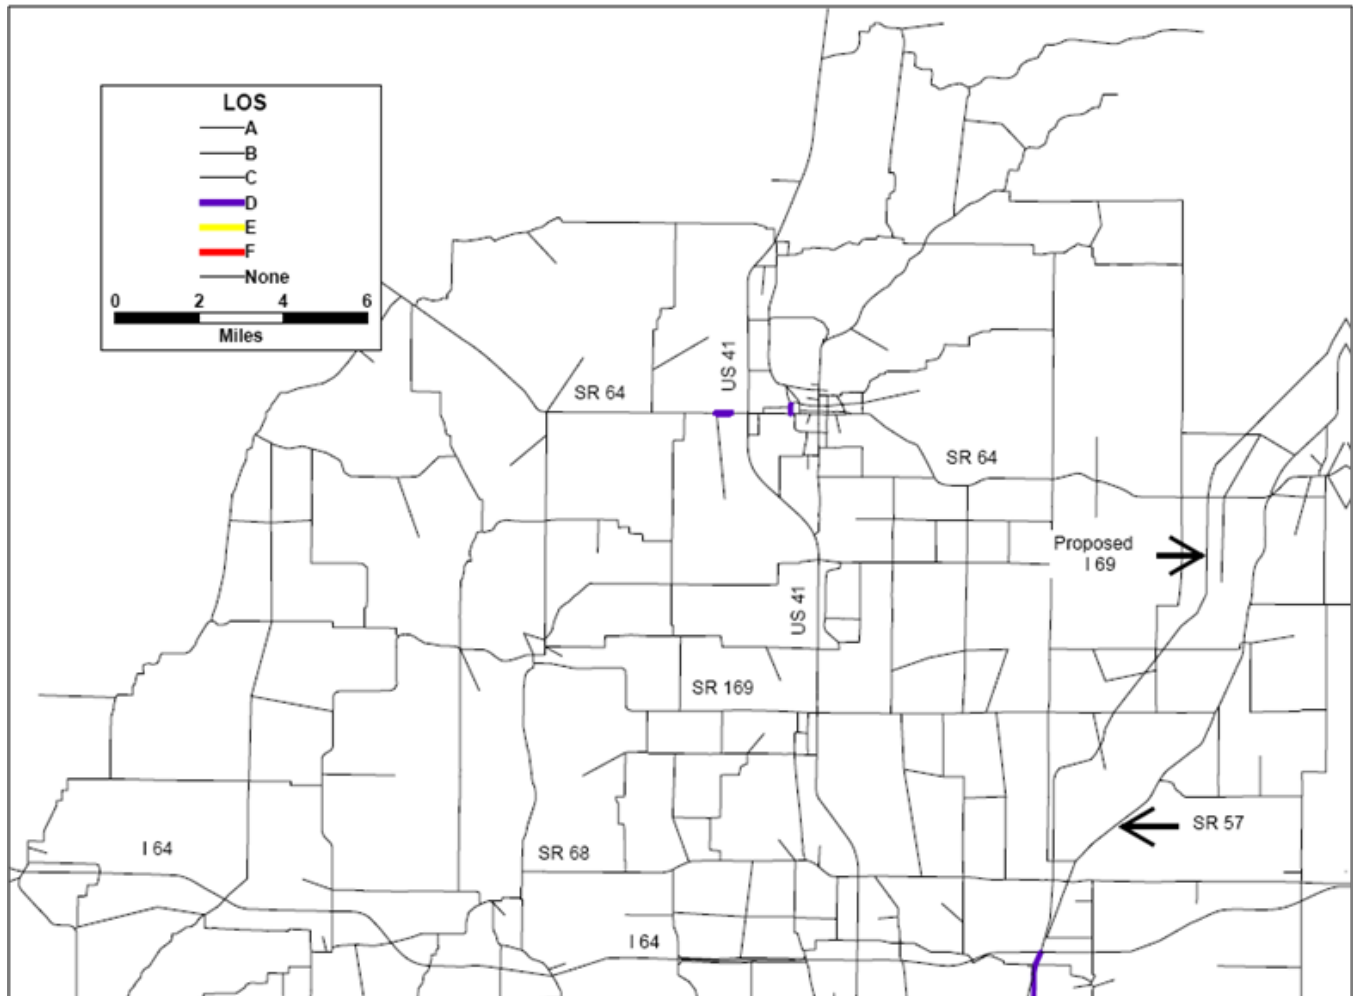 LOS
A
B
C
D
E
F
None
0 2 4 6
Miles
US 41
SR 64
SR 64
Proposed
I 69
US 41
SR 169
SR 57
I 64
SR 68
I 64